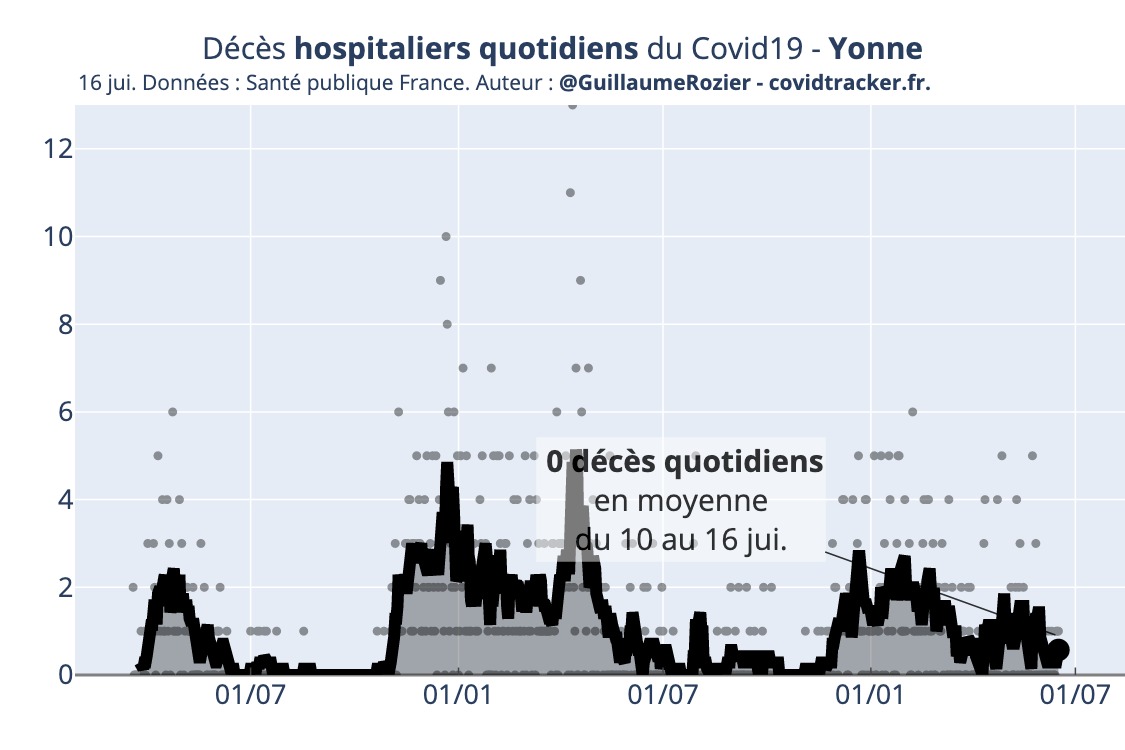 Décès hospitaliers quotidiens du Covid19 - Yonne
16 jui. Données : Santé publique France. Auteur : @GuillaumeRozier - covidtracker.fr.
12
10
8
6
4
2
0
0 décès quotidiens
en moyenne
du 10 au 16 jui.
01/07 01/01 01/07 01/01 01/07